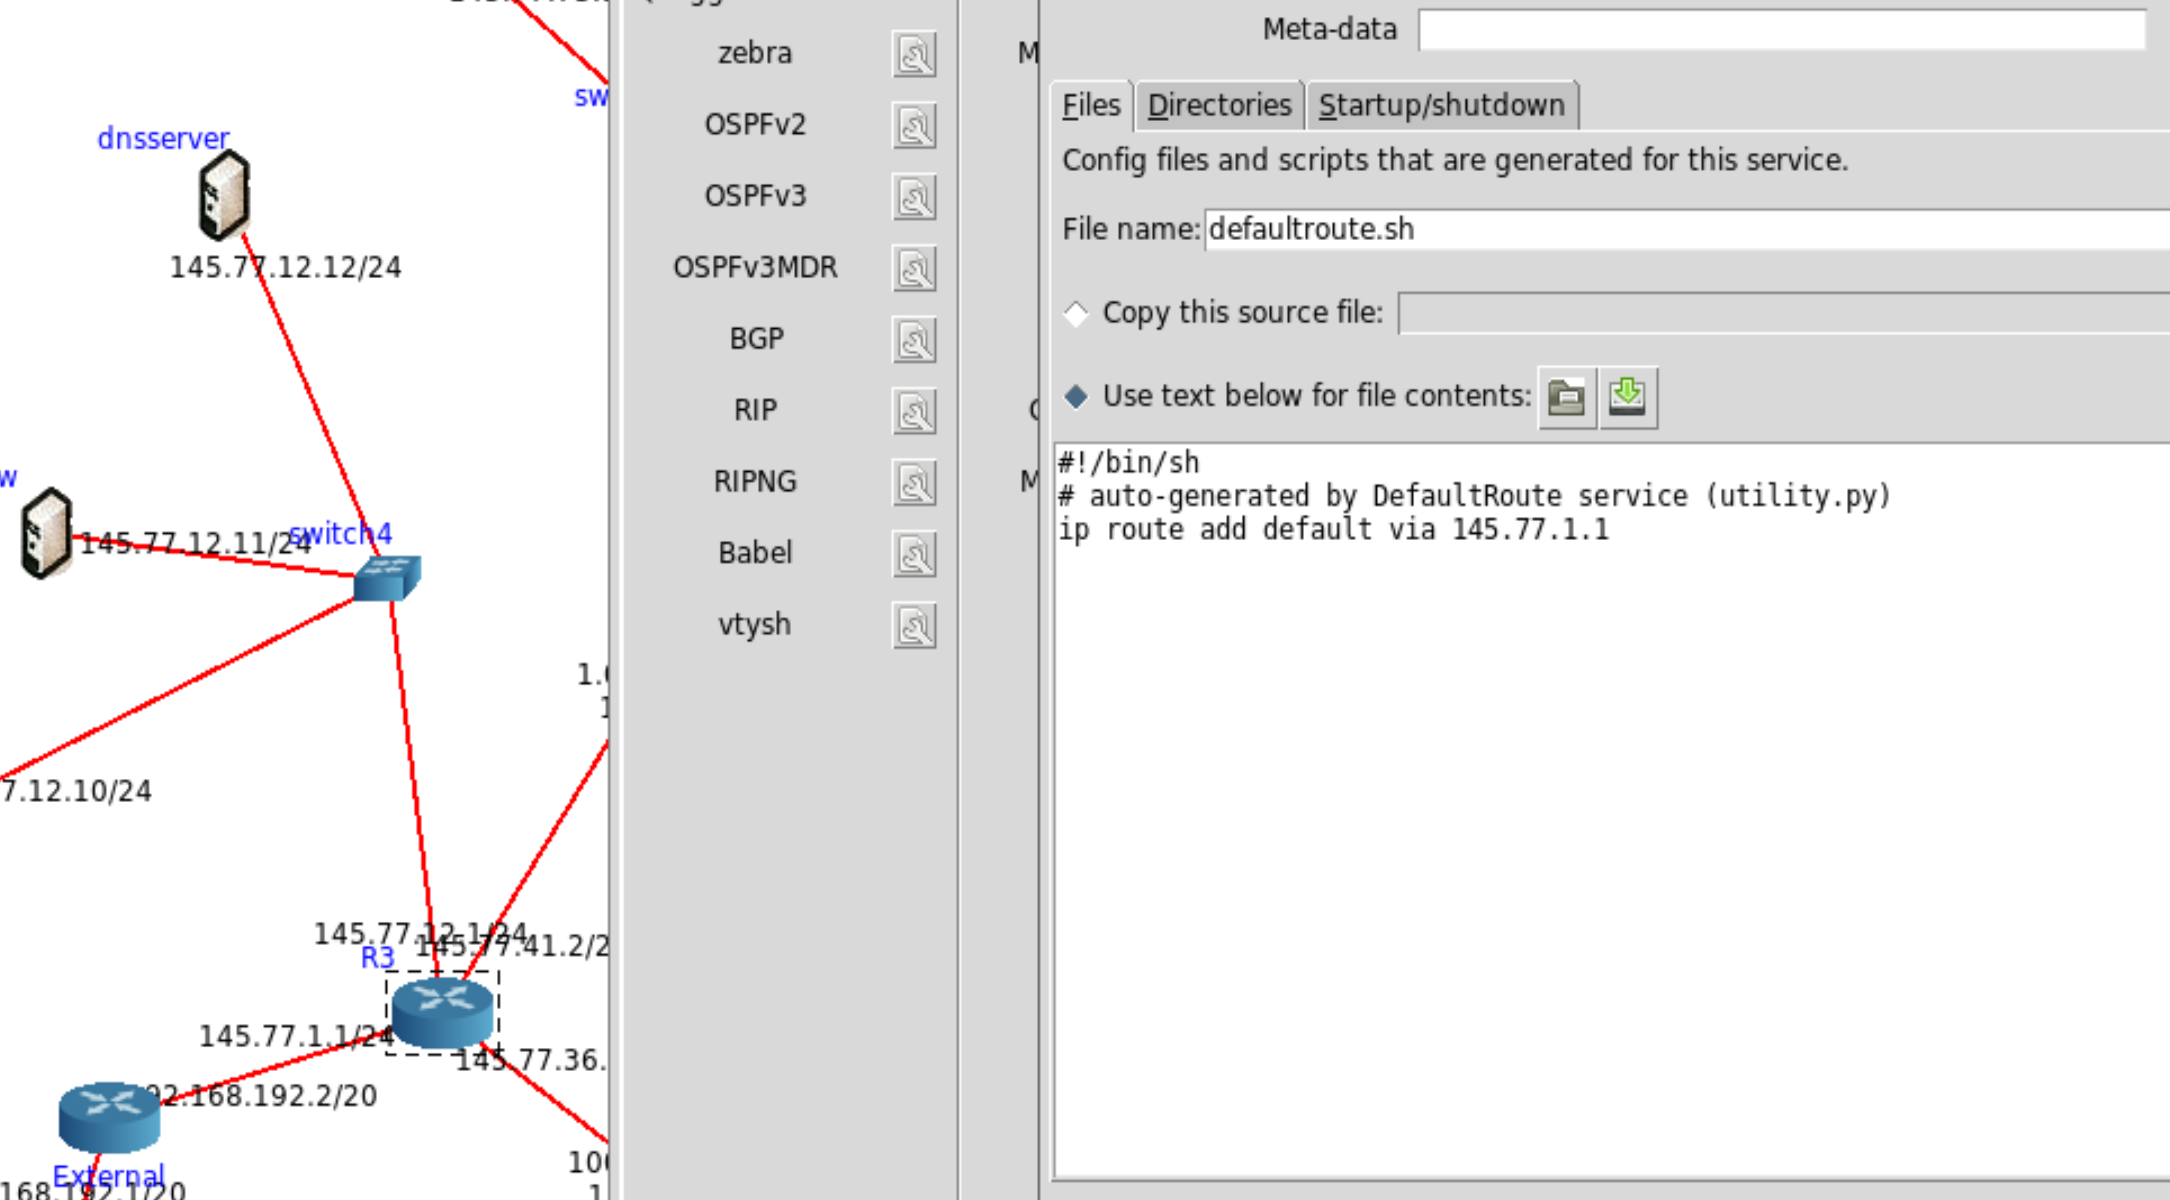 Meta-data
zebra
sw
Files
Directories
Startup/shutdown
OSPFv2
dnsserver
Config files and scripts that are generated for this service.
OSPFv3
File name:
defaultroute.sh
145.77.12.12/24
OSPFv3MDR
Copy this source file:
BGP
Use text below for file contents:
RIP
#!/bin/sh
w
RIPNG
# auto-generated by DefaultRoute service (utility.py)
switch4
145.77.12.11/24
ip route add default via 145.77.1.1
Babel
vtysh
7.12.10/24
145.77.12.1/24
145.77.41.2/2
R3
145.77.1.1/24
145.77.36.
92.168.192.2/20
External
168.192.1/20